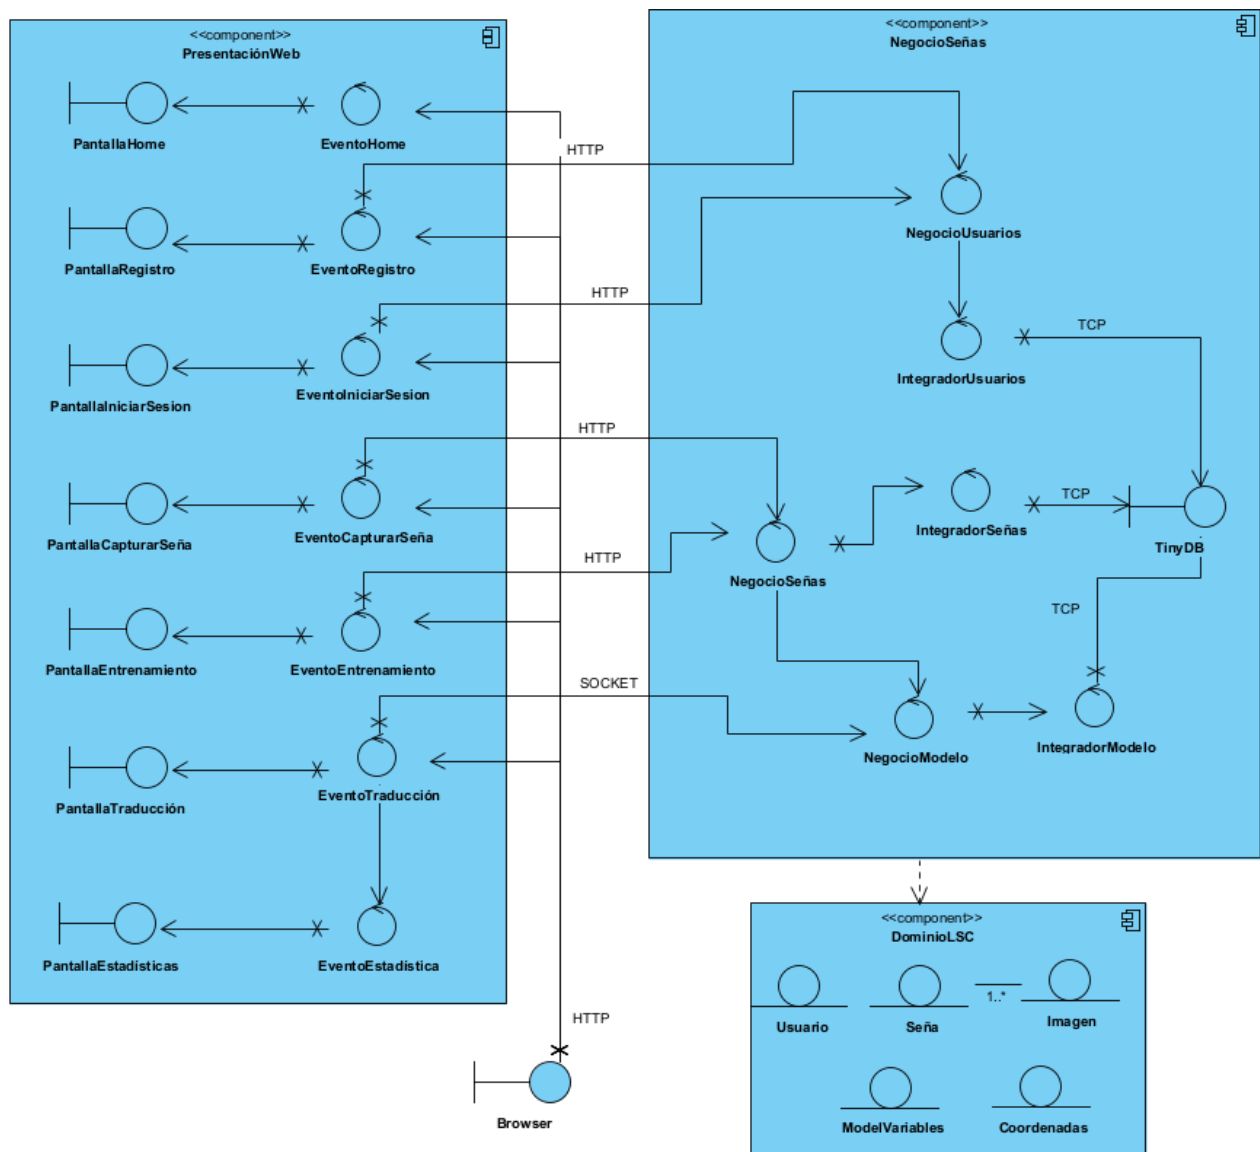 <<component>>
PresentaciónWeb
PantallaHome
EventoHome
PantallaRegistro
EventoRegistro
PantallaIniciarSesion
EventoIniciarSesion
PantallaCapturarSeña
EventoCapturarSeña
PantallaEntrenamiento
EventoEntrenamiento
PantallaTraducción
EventoTraducción
PantallaEstadísticas
EventoEstadística
HTTP
HTTP
HTTP
HTTP
SOCKET
HTTP
Browser
<<component>>
NegocioSeñas
NegocioUsuarios
TCP
IntegradorUsuarios
TCP
IntegradorSeñas
TinyDB
NegocioSeñas
TCP
NegocioModelo
IntegradorModelo
<<component>>
DominioLSC
Usuario
Seña
1..*
Imagen
ModelVariables
Coordenadas